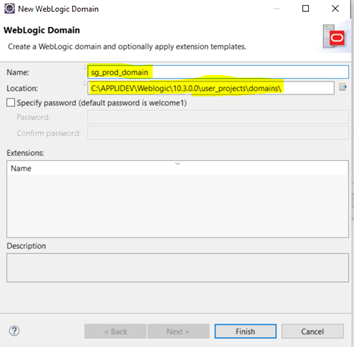 New WebLogic Domain
WebLogic Domain
Create a WebLogic domain and optionally apply extension templates.
Name: sg_prod_domain
Location: C:\APPLIDEV\Weblogic\10.3.0.0\user_projects\domains\
Specify password (default password is welcome1)
Password:
Confirm password:
Extensions:
Name
Description
? < Back Next > Finish Cancel